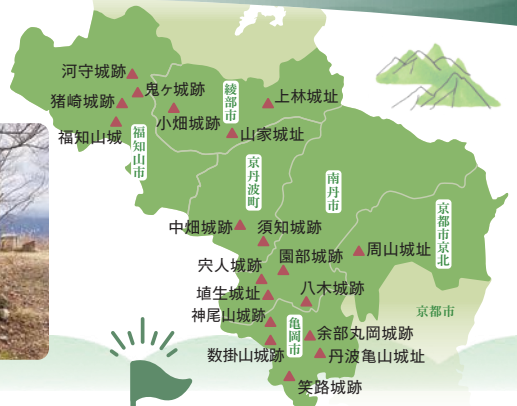 河守城跡
鬼ヶ城跡
猪崎城跡
小畑城跡
福知山城
福知山市
綾部市
上林城址
山家城址
京丹波町
南丹市
京都市京北
中畑城跡
須知城跡
園部城跡
周山城址
宍人城跡
埴生城址
八木城跡
京都市
神尾山城跡
亀岡市
余部丸岡城跡
数掛山城跡
丹波亀山城址
笑路城跡